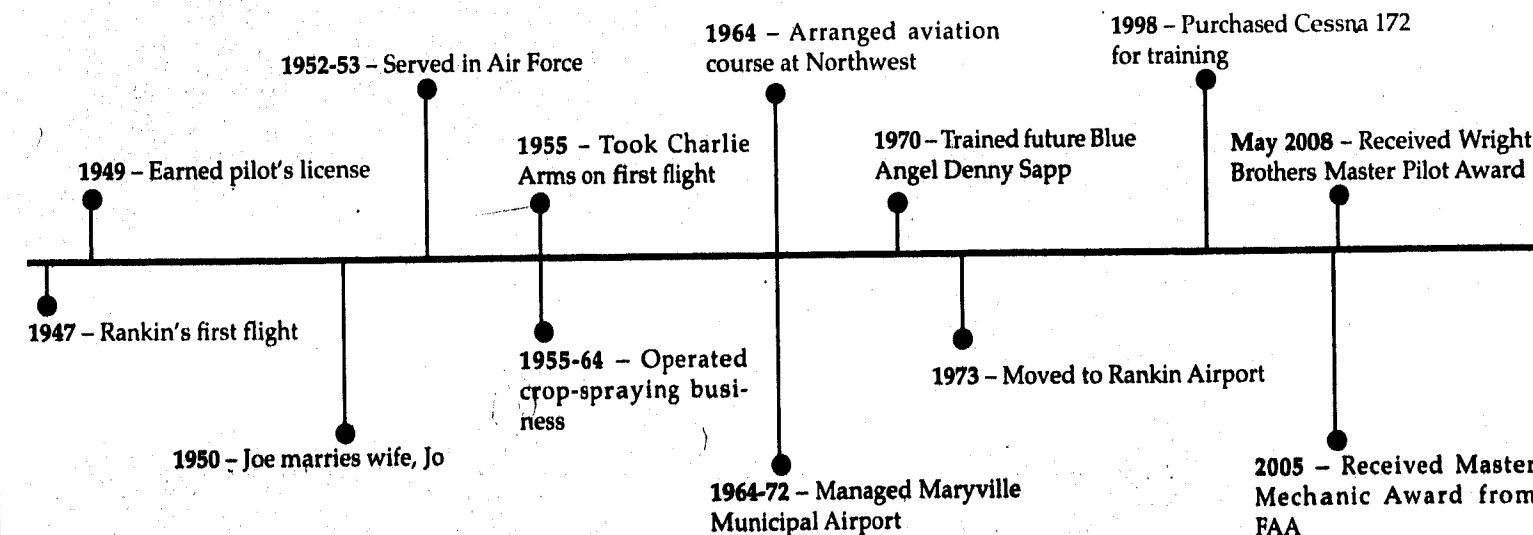 1998 – Purchased Cessna 172
for training
1964 – Arranged aviation
course at Northwest
1952-53 – Served in Air Force
1955 – Took Charlie
Arms on first flight
1970 – Trained future Blue
Angel Denny Sapp
May 2008 – Received Wright
Brothers Master Pilot Award
1949 – Earned pilot's license
1947 – Rankin's first flight
1955-64 – Operated
crop-spraying busi-
ness
1973 – Moved to Rankin Airport
1950 – Joe marries wife, Jo
1964-72 – Managed Maryville
Municipal Airport
2005 – Received Master
Mechanic Award from
FAA